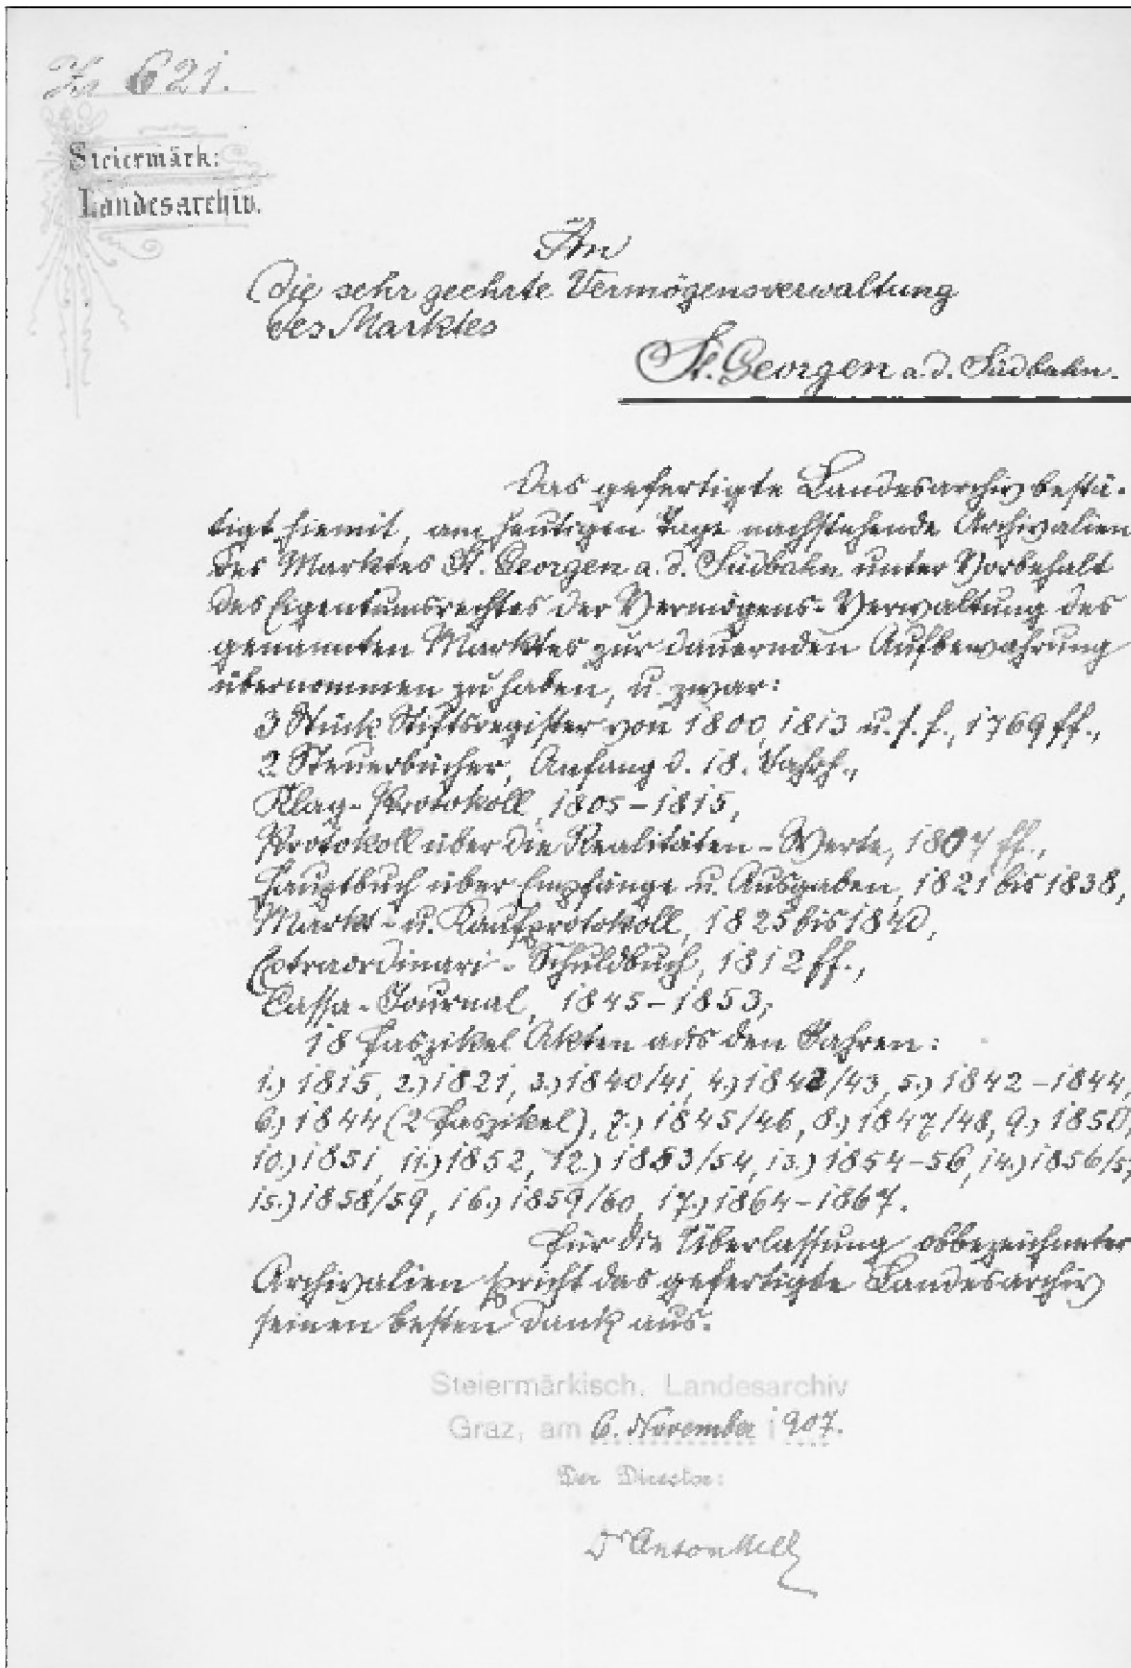 Zs 621.
Steiermärk:
Landesarchiv.
An
die sehr geehrte Vermögensverwaltung
des Marktes
St. Georgen a. d. Südbahn.
Das gefertigte Landesarchiv bestä-
tigt hiemit, am heutigen Tage nachstehende Archivalien
des Marktes St. Georgen a. d. Südbahn unter Vorbehalt
des Eigentumsrechtes der Vermögens-Verwaltung des
genannten Marktes zur dauernden Aufbewahrung
übernommen zu haben, u. zwar:
3 Stück Stiftsregister von 1800, 1813 u. s. f., 1769 ff.,
2 Steuerbücher, Anfang d. 18. Jahrh.,
Klag-Protokoll, 1805-1815,
Protokoll über die Realitäten-Werte, 1807 ff.,
Hauptbuch über Empfänge u. Ausgaben, 1821 bis 1838,
Markt- u. Kaufprotokoll, 1825 bis 1840,
Extraordinari-Schuldbuch, 1812 ff.,
Cassa-Journal, 1845-1853;
18 Faszikel Akten aus den Jahren:
1.) 1815, 2.) 1821, 3.) 1840/41, 4.) 1842/43, 5.) 1842-1844,
6.) 1844 (2 Faszikel), 7.) 1845/46, 8.) 1847/48, 9.) 1850,
10.) 1851, 11.) 1852, 12.) 1853/54, 13.) 1854-56, 14.) 1856/57,
15.) 1858/59, 16.) 1859/60, 17.) 1864-1867.
Für die Überlassung obbezeichneter
Archivalien spricht das gefertigte Landesarchiv
seinen besten Dank aus.
Steiermärkisch. Landesarchiv
Graz, am 6. November 1907.
Der Director:
Dr Anton Mell